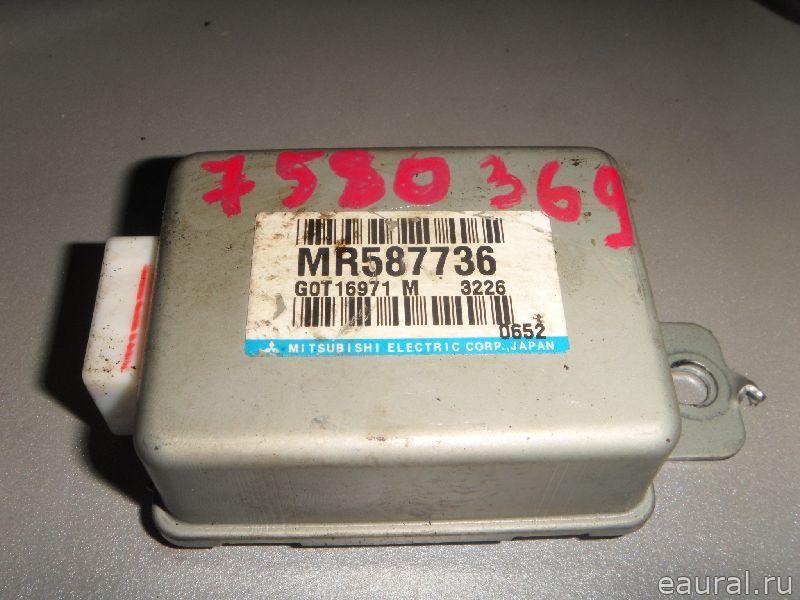 7580369
MR587736
G0T16971 M 3226
0652
MITSUBISHI ELECTRIC CORP., JAPAN
eaural.ru